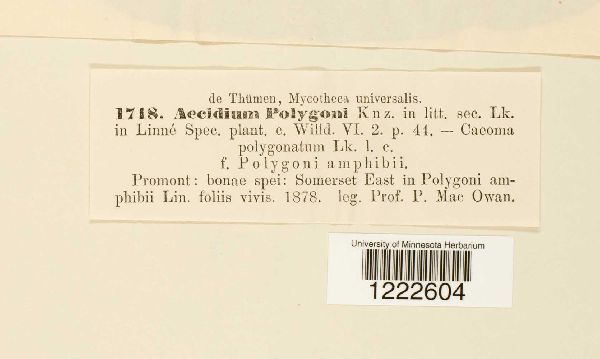 de Thümen, Mycotheca universalis.
1718. Aecidium Polygoni Knz. in litt. sec. Lk.
in Linné Spec. plant. c. Willd. VI. 2. p. 41. — Caeoma
polygonatum Lk. l. c.
f. Polygoni amphibii.
Promont: bonae spei: Somerset East in Polygoni am-
phibii Lin. foliis vivis. 1878. leg. Prof. P. Mac Owan.
University of Minnesota Herbarium
1222604